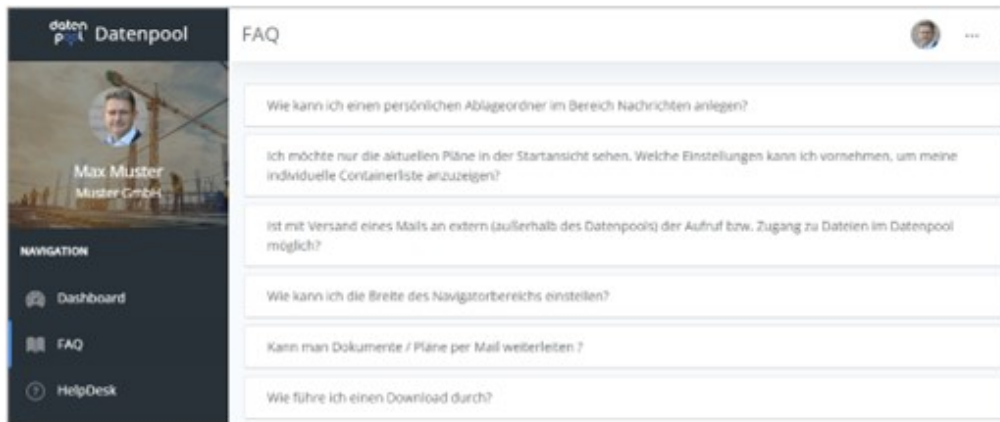 daten pool Datenpool
FAQ
Max Muster
Muster GmbH
NAVIGATION
Dashboard
FAQ
HelpDesk
Wie kann ich einen persönlichen Ablageordner im Bereich Nachrichten anlegen?
Ich möchte nur die aktuellen Pläne in der Startansicht sehen. Welche Einstellungen kann ich vornehmen, um meine
individuelle Containerliste anzuzeigen?
Ist mit Versand eines Mails an extern (außerhalb des Datenpools) der Aufruf bzw. Zugang zu Dateien im Datenpool
möglich?
Wie kann ich die Breite des Navigatorbereichs einstellen?
Kann man Dokumente / Pläne per Mail weiterleiten ?
Wie führe ich einen Download durch?